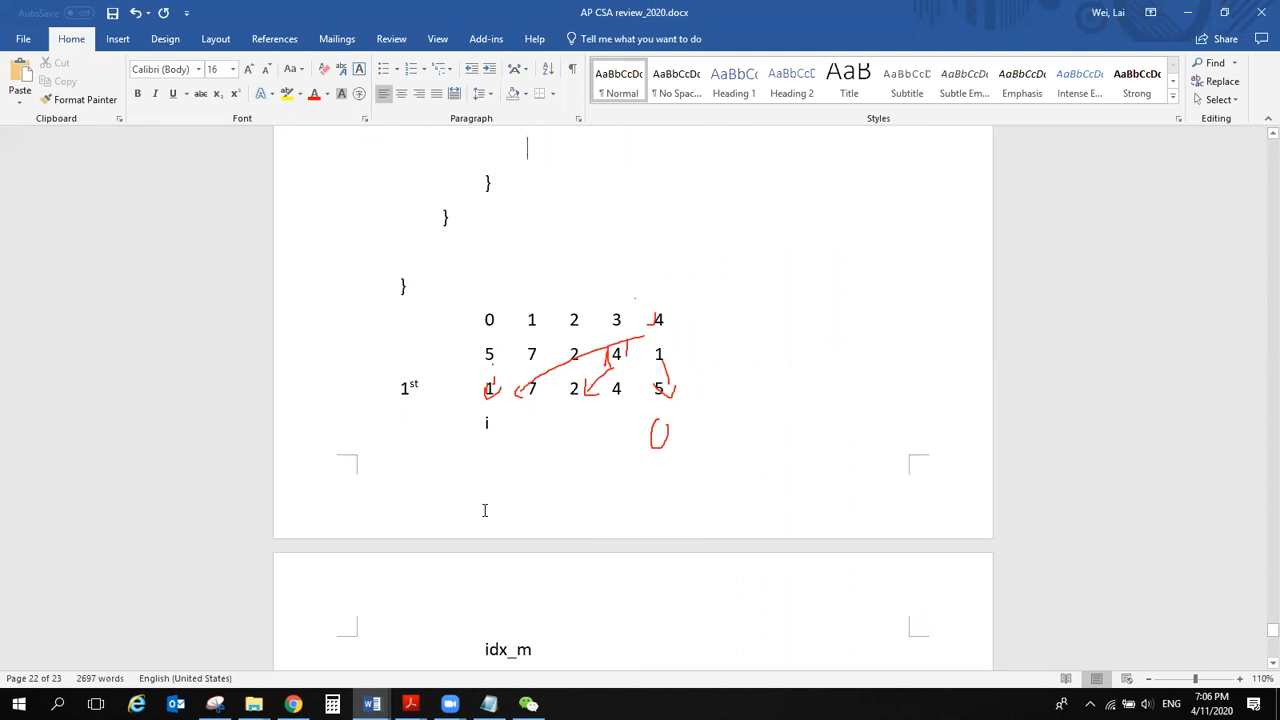 AutoSave Off
AP CSA review_2020.docx
Wei, Lai
File Home Insert Design Layout References Mailings Review View Add-ins Help Tell me what you want to do Share
Paste
Cut
Copy
Format Painter
Clipboard
Calibri (Body) 16
B I U
Font
Paragraph
AaBbCcDc AaBbCcDc AaBbCc AaBbCcD AaB AaBbCcD AaBbCcDc AaBbCcDc AaBbCcDc AaBbCcDc
¶ Normal ¶ No Spac... Heading 1 Heading 2 Title Subtitle Subtle Em... Emphasis Intense E... Strong
Styles
Find
Replace
Select
Editing
}
}
}
0 1 2 3 4
5 7 2 4 1
1st 1 7 2 4 5
i 0
idx_m
Page 22 of 23 2697 words English (United States) 110%
ENG
7:06 PM
4/11/2020